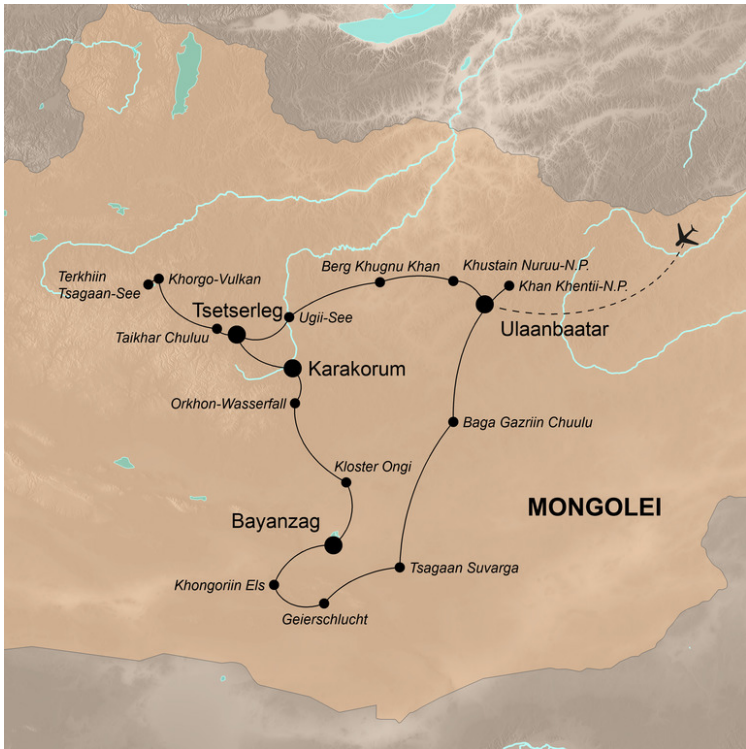 Berg Khugnu Khan
Khustain Nuruu-N.P.
Terkhiin
Tsagaan-See
Khorgo-Vulkan
Khan Khentii-N.P.
Tsetserleg
Ugii-See
Ulaanbaatar
Taikhar Chuluu
Karakorum
Orkhon-Wasserfall
Baga Gazriin Chuulu
Kloster Ongi
MONGOLEI
Bayanzag
Tsagaan Suvarga
Khongoriin Els
Geierschlucht